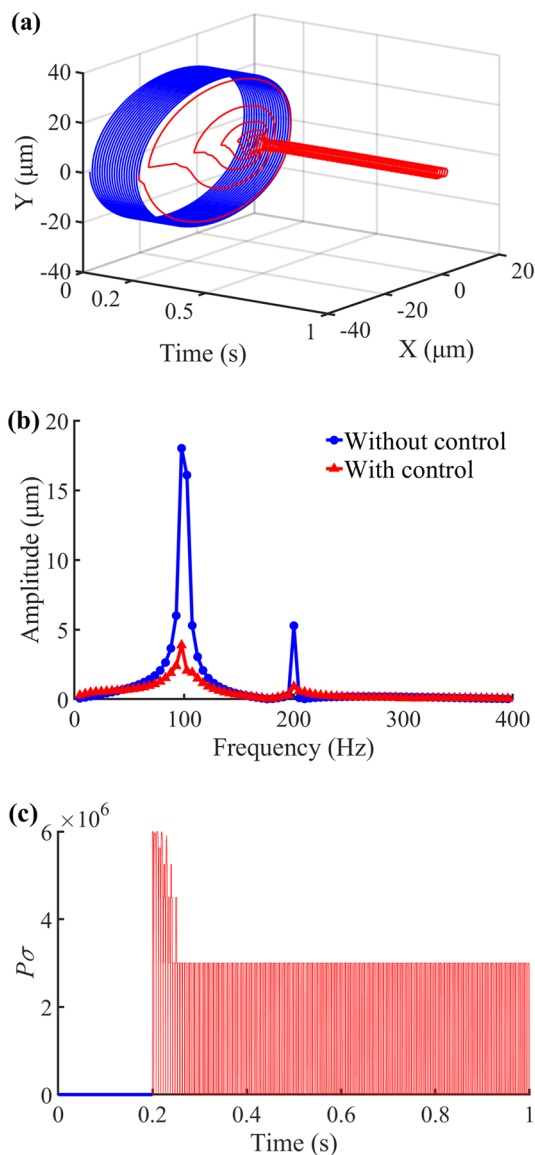 (a)
40
20
0
-20
-40
Y (μm)
0
0.2
0.5
1
Time (s)
-40
-20
0
20
X (μm)
(b)
20
15
10
5
0
Amplitude (μm)
Without control
With control
0
100
200
300
400
Frequency (Hz)
(c)
×10⁶
6
4
2
0
Pσ
0
0.2
0.4
0.6
0.8
1
Time (s)